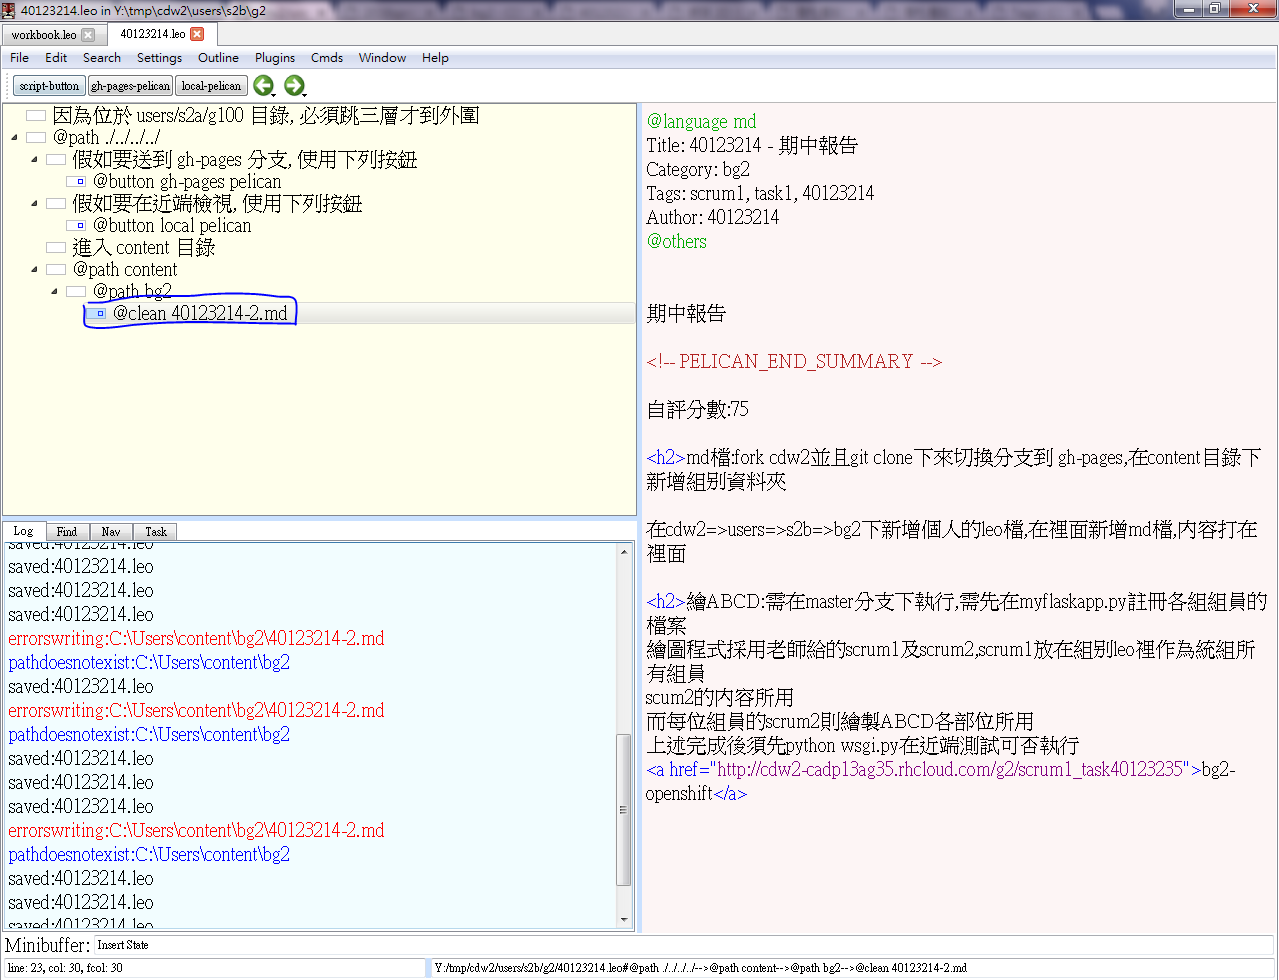 40123214.leo in Y:\tmp\cdw2\users\s2b\g2
workbook.leo
40123214.leo
File Edit Search Settings Outline Plugins Cmds Window Help
script-button gh-pages-pelican local-pelican
因為位於 users/s2a/g100 目錄, 必須跳三層才到外圍
@path ./../../../
假如要送到 gh-pages 分支, 使用下列按鈕
@button gh-pages pelican
假如要在近端檢視, 使用下列按鈕
@button local pelican
進入 content 目錄
@path content
@path bg2
@clean 40123214-2.md
Log Find Nav Task
saved:40123214.leo
saved:40123214.leo
saved:40123214.leo
saved:40123214.leo
errorswriting:C:\Users\content\bg2\40123214-2.md
pathdoesnotexist:C:\Users\content\bg2
saved:40123214.leo
errorswriting:C:\Users\content\bg2\40123214-2.md
pathdoesnotexist:C:\Users\content\bg2
saved:40123214.leo
saved:40123214.leo
saved:40123214.leo
errorswriting:C:\Users\content\bg2\40123214-2.md
pathdoesnotexist:C:\Users\content\bg2
saved:40123214.leo
saved:40123214.leo
saved:40123214.leo
@language md
Title: 40123214 - 期中報告
Category: bg2
Tags: scrum1, task1, 40123214
Author: 40123214
@others
期中報告
<!-- PELICAN_END_SUMMARY -->
自評分數:75
<h2>md檔:fork cdw2並且git clone下來切換分支到 gh-pages,在content目錄下
新增組別資料夾
在cdw2=>users=>s2b=>bg2下新增個人的leo檔,在裡面新增md檔,內容打在
裡面
<h2>繪ABCD:需在master分支下執行,需先在myflaskapp.py註冊各組組員的
檔案
繪圖程式採用老師給的scrum1及scrum2,scrum1放在組別leo裡作為統組所
有組員
scum2的內容所用
而每位組員的scrum2則繪製ABCD各部位所用
上述完成後須先python wsgi.py在近端測試可否執行
<a href="http://cdw2-cadp13ag35.rhcloud.com/g2/scrum1_task40123235">bg2-
openshift</a>
Minibuffer: Insert State
line: 23, col: 30, fcol: 30
Y:/tmp/cdw2/users/s2b/g2/40123214.leo#@path ./../../../-->@path content-->@path bg2-->@clean 40123214-2.md